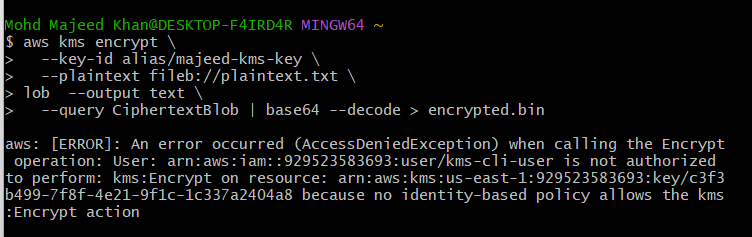 Mohd Majeed Khan@DESKTOP-F4IRD4R MINGW64 ~
$ aws kms encrypt \
>   --key-id alias/majeed-kms-key \
>   --plaintext fileb://plaintext.txt \
> lob  --output text \
>   --query CiphertextBlob | base64 --decode > encrypted.bin
aws: [ERROR]: An error occurred (AccessDeniedException) when calling the Encrypt
 operation: User: arn:aws:iam::929523583693:user/kms-cli-user is not authorized
to perform: kms:Encrypt on resource: arn:aws:kms:us-east-1:929523583693:key/c3f3
b499-7f8f-4e21-9f1c-1c337a2404a8 because no identity-based policy allows the kms
:Encrypt action